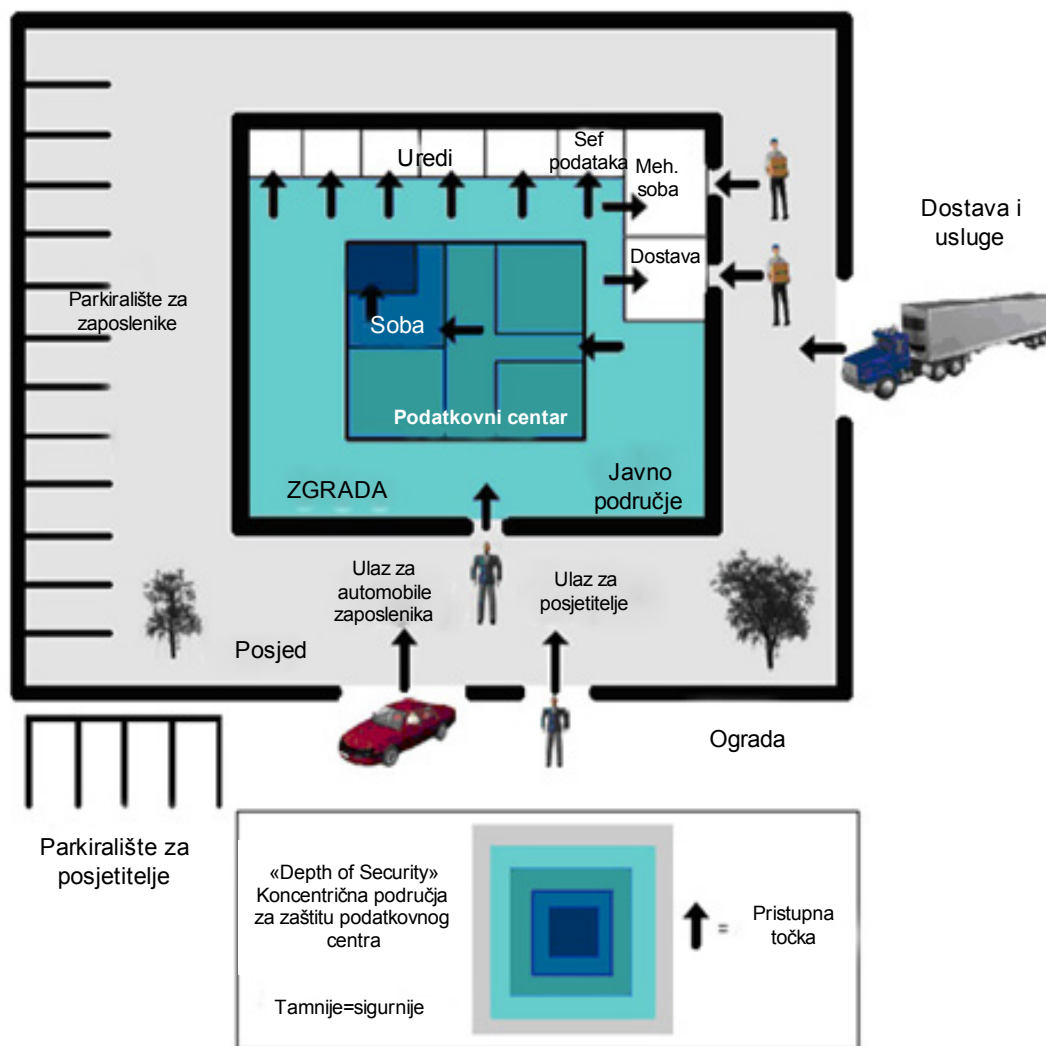 Sef
podataka
Uredi
Meh.
soba
Dostava i
usluge
Dostava
Parkiralište za
zaposlenike
Soba
Podatkovni centar
Javno
područje
ZGRADA
Ulaz za
automobile
zaposlenika
Ulaz za
posjetitelje
Posjed
Ograda
Parkiralište za
posjetitelje
«Depth of Security»
Koncentrična područja
za zaštitu podatkovnog
centra
Tamnije=sigurnije
= Pristupna
točka